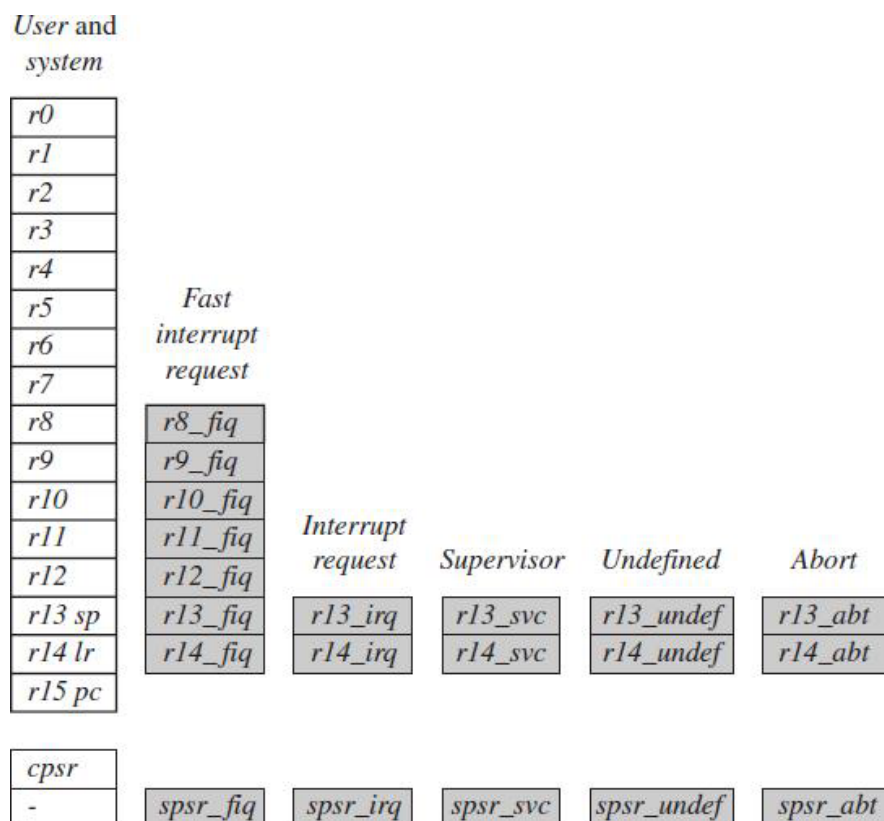 User and
system
r0
r1
r2
r3
r4
r5
r6
r7
r8
r9
r10
r11
r12
r13 sp
r14 lr
r15 pc
cpsr
-
Fast
interrupt
request
r8_fiq
r9_fiq
r10_fiq
r11_fiq
r12_fiq
r13_fiq
r14_fiq
spsr_fiq
Interrupt
request
r13_irq
r14_irq
spsr_irq
Supervisor
r13_svc
r14_svc
spsr_svc
Undefined
r13_undef
r14_undef
spsr_undef
Abort
r13_abt
r14_abt
spsr_abt